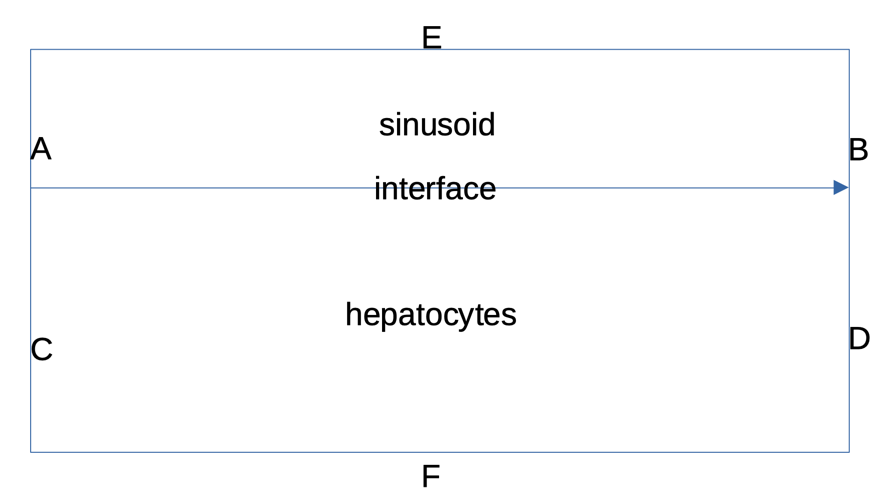 E
sinusoid
A
B
interface
hepatocytes
C
D
F